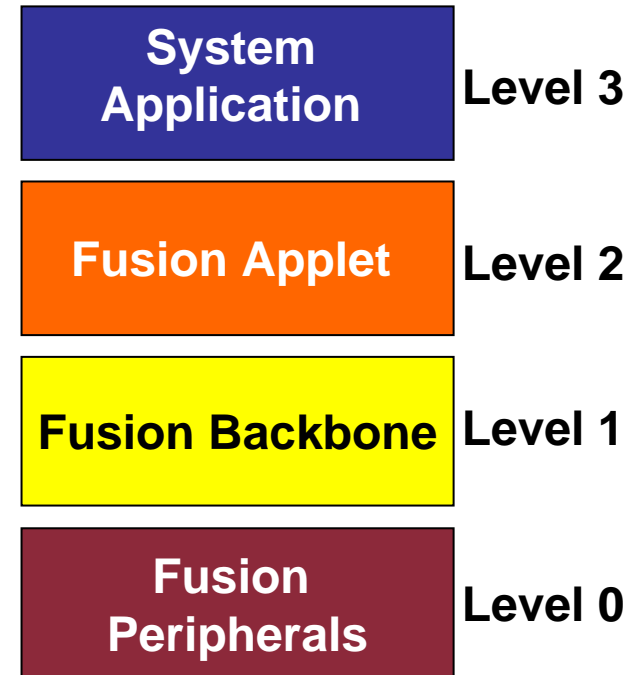 System
Application
Level 3
Fusion Applet
Level 2
Fusion Backbone
Level 1
Fusion
Peripherals
Level 0